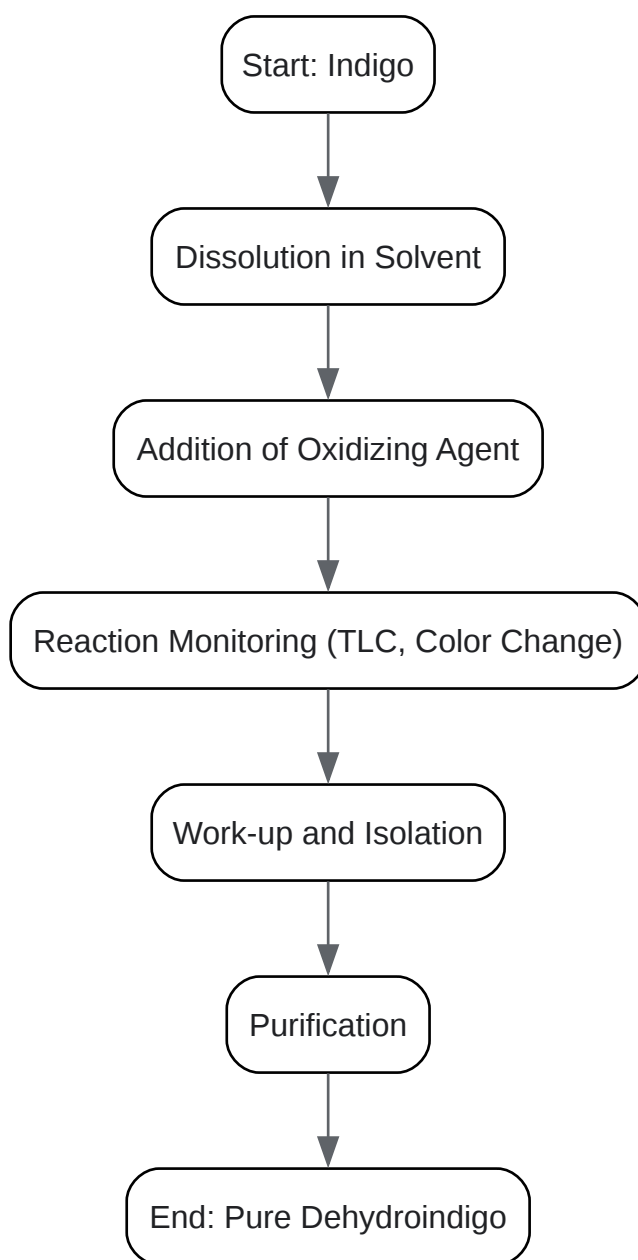 Start: Indigo
Dissolution in Solvent
Addition of Oxidizing Agent
Reaction Monitoring (TLC, Color Change)
Work-up and Isolation
Purification
End: Pure Dehydroindigo